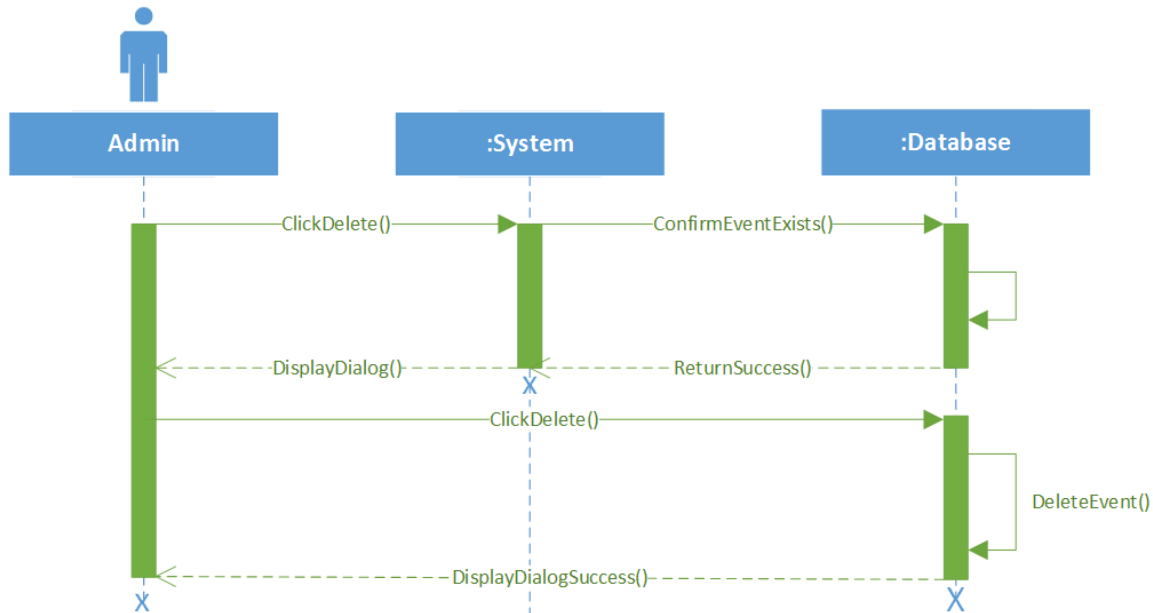 Admin
:System
:Database
ClickDelete()
ConfirmEventExists()
DisplayDialog()
ReturnSuccess()
X
ClickDelete()
DeleteEvent()
DisplayDialogSuccess()
X
X